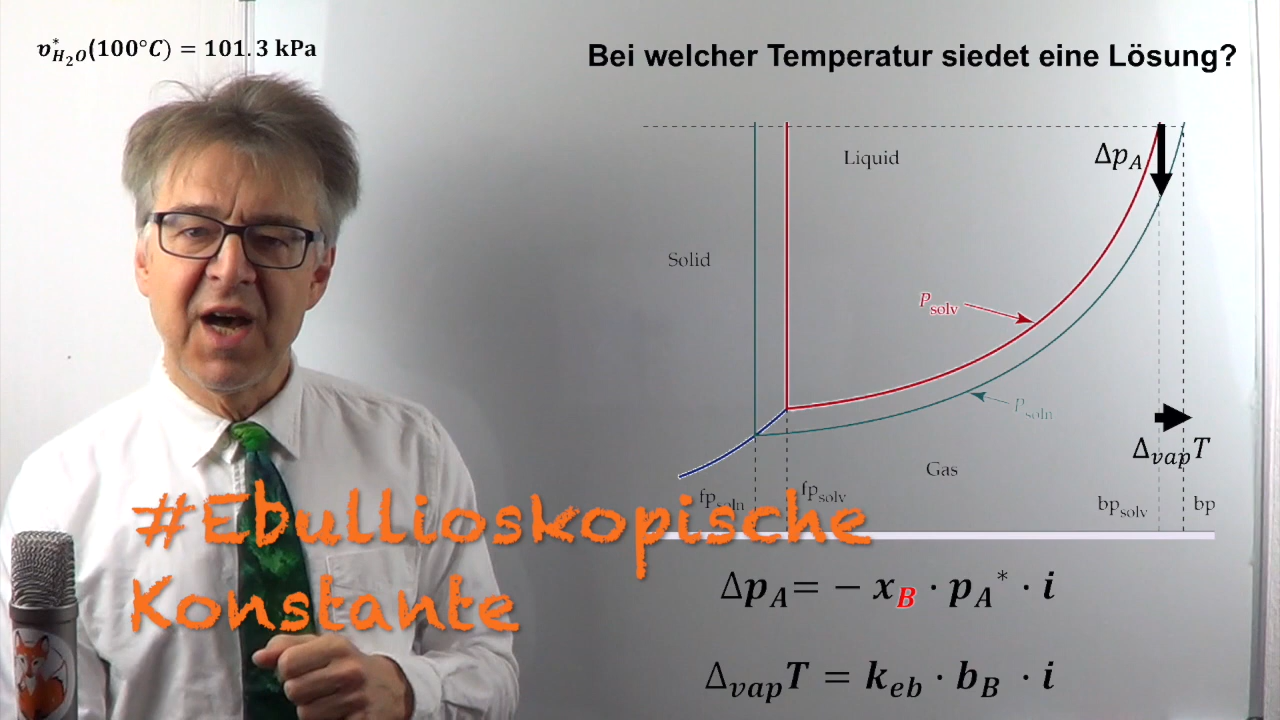 p*H₂O(100°C) = 101.3 kPa
Bei welcher Temperatur siedet eine Lösung?
Liquid
ΔpA
Solid
psolv
psoln
ΔvapT
Gas
fpsoln
fpsolv
bpsolv
bp
#Ebullioskopische
Konstante
ΔpA= − xB · pA* · i
ΔvapT = keb · bB · i